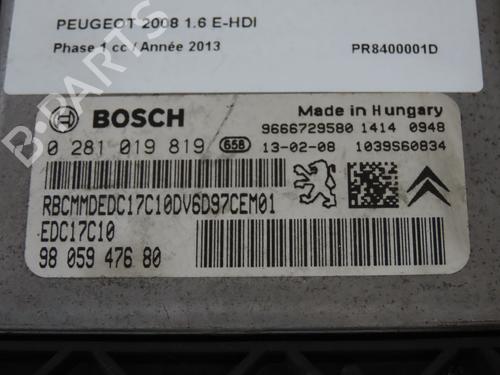 PEUGEOT 2008 1.6 E-HDI
Phase 1 cc / Année 2013 PR8400001D
BOSCH Made in Hungary
9666729580 1414 0948
0 281 019 819 658 13-02-08 1039S60834
RBCMMDEDC17C10DV6D97CEM01
EDC17C10
98 059 476 80